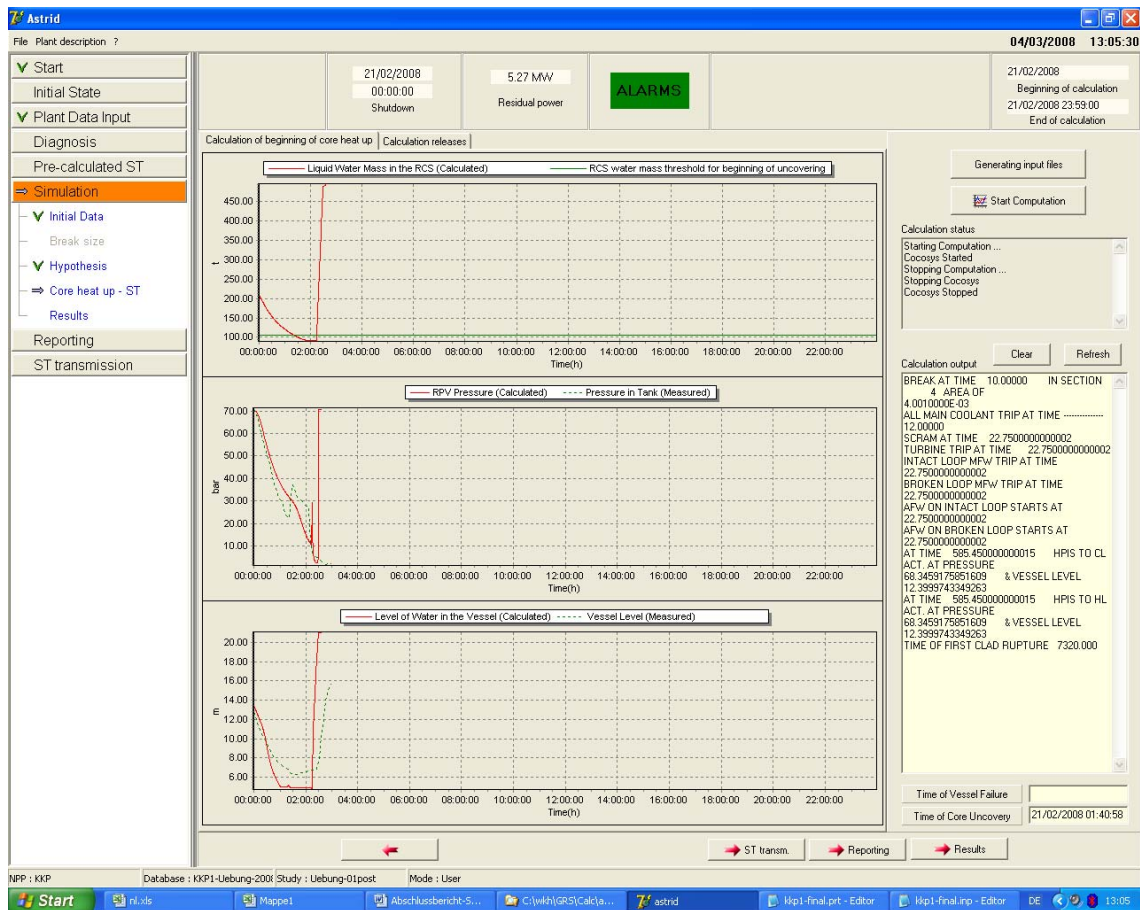 Astrid
File Plant description ?
04/03/2008 13:05:30
Start
Initial State
Plant Data Input
Diagnosis
Pre-calculated ST
Simulation
Initial Data
Break size
Hypothesis
Core heat up - ST
Results
Reporting
ST transmission
21/02/2008
00:00:00
Shutdown
5.27 MW
Residual power
ALARMS
21/02/2008
Beginning of calculation
21/02/2008 23:59:00
End of calculation
Calculation of beginning of core heat up
Calculation releases
Liquid Water Mass in the RCS (Calculated)
RCS water mass threshold for beginning of uncovering
450.00
400.00
350.00
300.00
250.00
200.00
150.00
100.00
t
00:00:00 02:00:00 04:00:00 06:00:00 08:00:00 10:00:00 12:00:00 14:00:00 16:00:00 18:00:00 20:00:00 22:00:00
Time(h)
RPV Pressure (Calculated)
Pressure in Tank (Measured)
70.00
60.00
50.00
40.00
30.00
20.00
10.00
bar
00:00:00 02:00:00 04:00:00 06:00:00 08:00:00 10:00:00 12:00:00 14:00:00 16:00:00 18:00:00 20:00:00 22:00:00
Time(h)
Level of Water in the Vessel (Calculated)
Vessel Level (Measured)
20.00
18.00
16.00
14.00
12.00
10.00
8.00
6.00
m
00:00:00 02:00:00 04:00:00 06:00:00 08:00:00 10:00:00 12:00:00 14:00:00 16:00:00 18:00:00 20:00:00 22:00:00
Time(h)
Generating input files
Start Computation
Calculation status
Starting Computation ...
Cocosys Started
Stopping Computation ...
Stopping Cocosys
Cocosys Stopped
Calculation output
Clear
Refresh
BREAK AT TIME 10.00000 IN SECTION
4 AREA OF
4.0010000E-03
ALL MAIN COOLANT TRIP AT TIME --------------
12.00000
SCRAM AT TIME 22.7500000000002
TURBINE TRIP AT TIME 22.7500000000002
INTACT LOOP MFW TRIP AT TIME
22.7500000000002
BROKEN LOOP MFW TRIP AT TIME
22.7500000000002
AFW ON INTACT LOOP STARTS AT
22.7500000000002
AFW ON BROKEN LOOP STARTS AT
22.7500000000002
AT TIME 585.450000000015 HPIS TO CL
ACT. AT PRESSURE
68.3459175851609 & VESSEL LEVEL
12.3999743349263
AT TIME 585.450000000015 HPIS TO HL
ACT. AT PRESSURE
68.3459175851609 & VESSEL LEVEL
12.3999743349263
TIME OF FIRST CLAD RUPTURE 7320.000
Time of Vessel Failure
Time of Core Uncovery
21/02/2008 01:40:58
ST transm.
Reporting
Results
NPP : KKP
Database : KKP1-Uebung-2008
Study : Uebung-01post
Mode : User
Start
nl.xls
Mappe1
Abschlussbericht-S...
C:\wkh\GRS\Calc\a...
astrid
kkp1-final.prt - Editor
kkp1-final.inp - Editor
DE
13:05